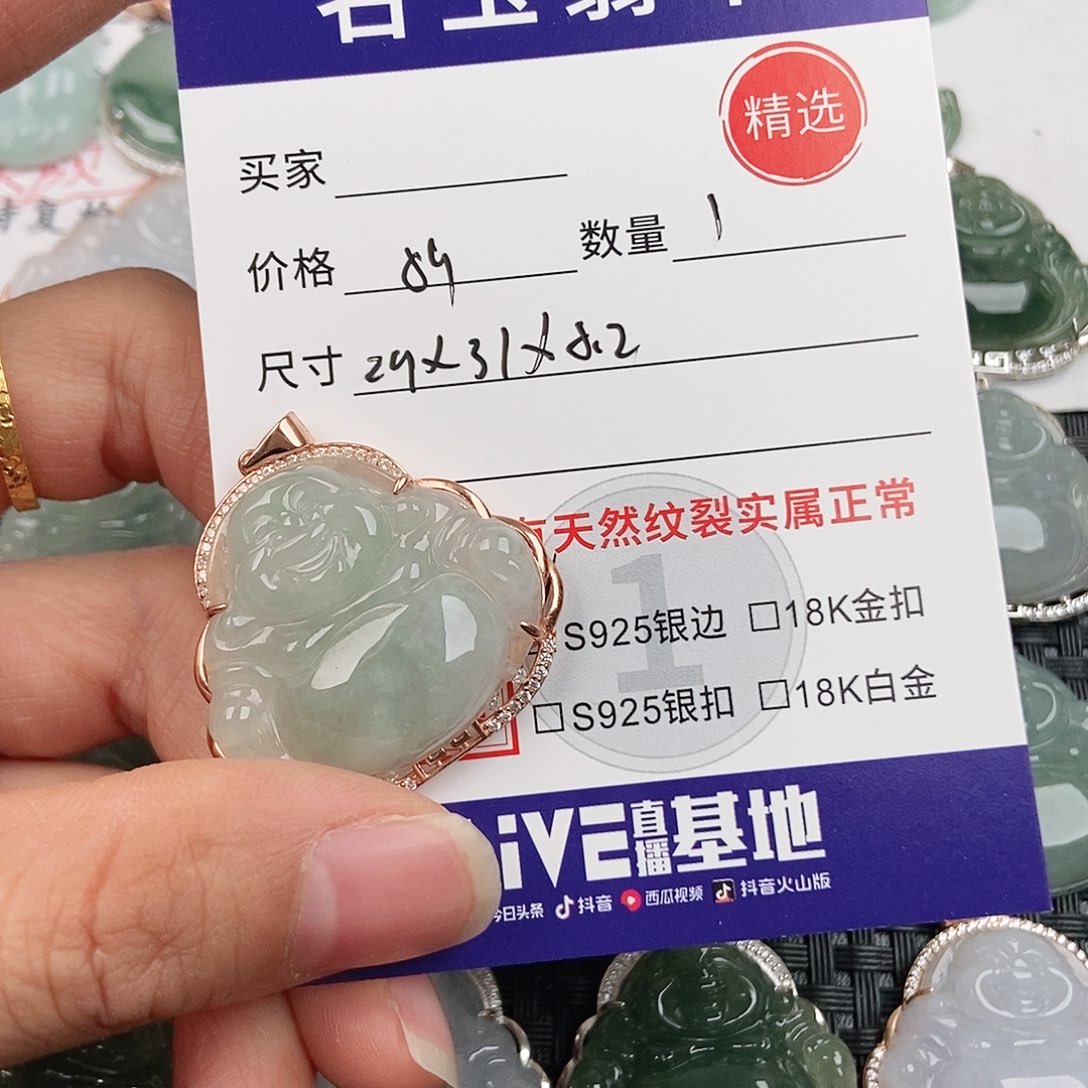 精选
买家
价格 84 数量 1
尺寸 29×31×8.2
天然纹裂实属正常
S925银边 □18K金扣
□S925银扣 □18K白金
1
LiVE直播基地
今日头条 抖音 西瓜视频 抖音火山版